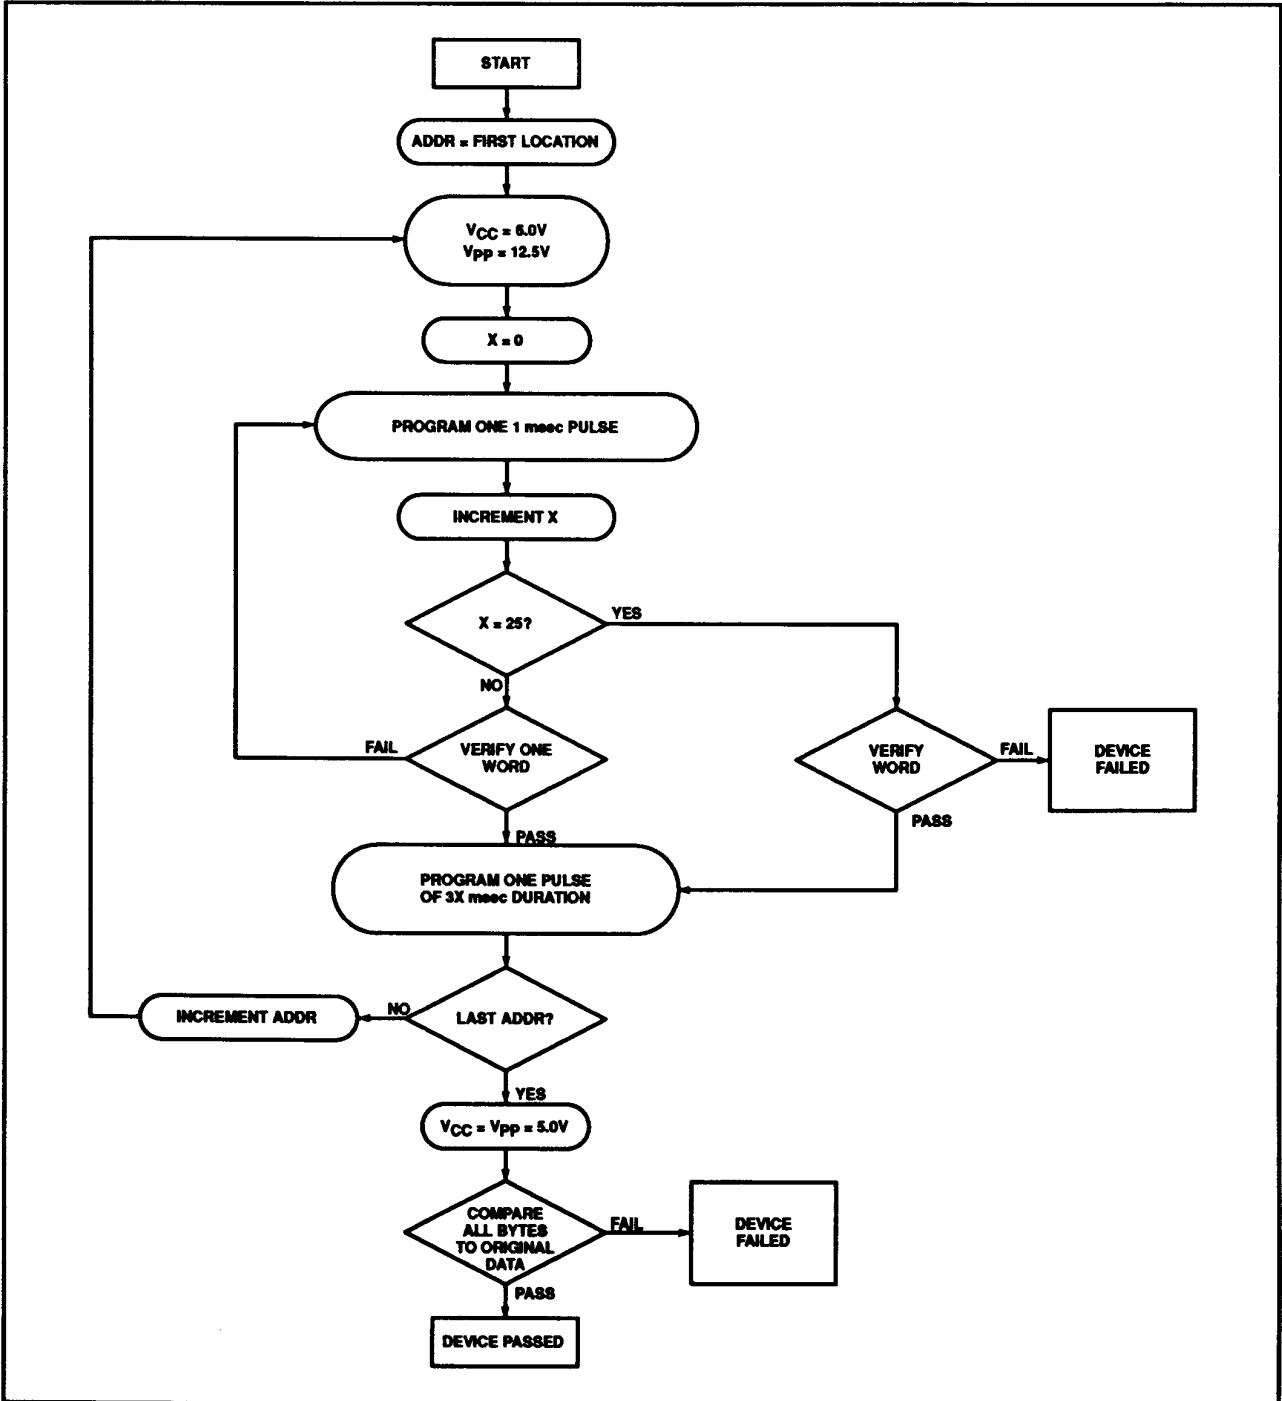 START
ADDR = FIRST LOCATION
VCC = 6.0V
VPP = 12.5V
X = 0
PROGRAM ONE 1 msec PULSE
INCREMENT X
X = 25?
YES
NO
VERIFY ONE
WORD
FAIL
VERIFY
WORD
FAIL
DEVICE
FAILED
PASS
PASS
PROGRAM ONE PULSE
OF 3X msec DURATION
LAST ADDR?
NO
INCREMENT ADDR
YES
VCC = VPP = 5.0V
COMPARE
ALL BYTES
TO ORIGINAL
DATA
FAIL
DEVICE
FAILED
PASS
DEVICE PASSED